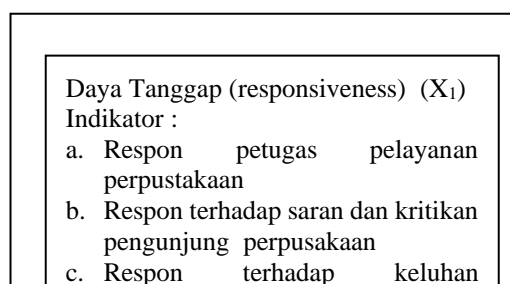 Daya Tanggap (responsiveness) (X₁)
Indikator :
a. Respon petugas pelayanan
perpustakaan
b. Respon terhadap saran dan kritikan
pengunjung perpusakaan
c. Respon terhadap keluhan